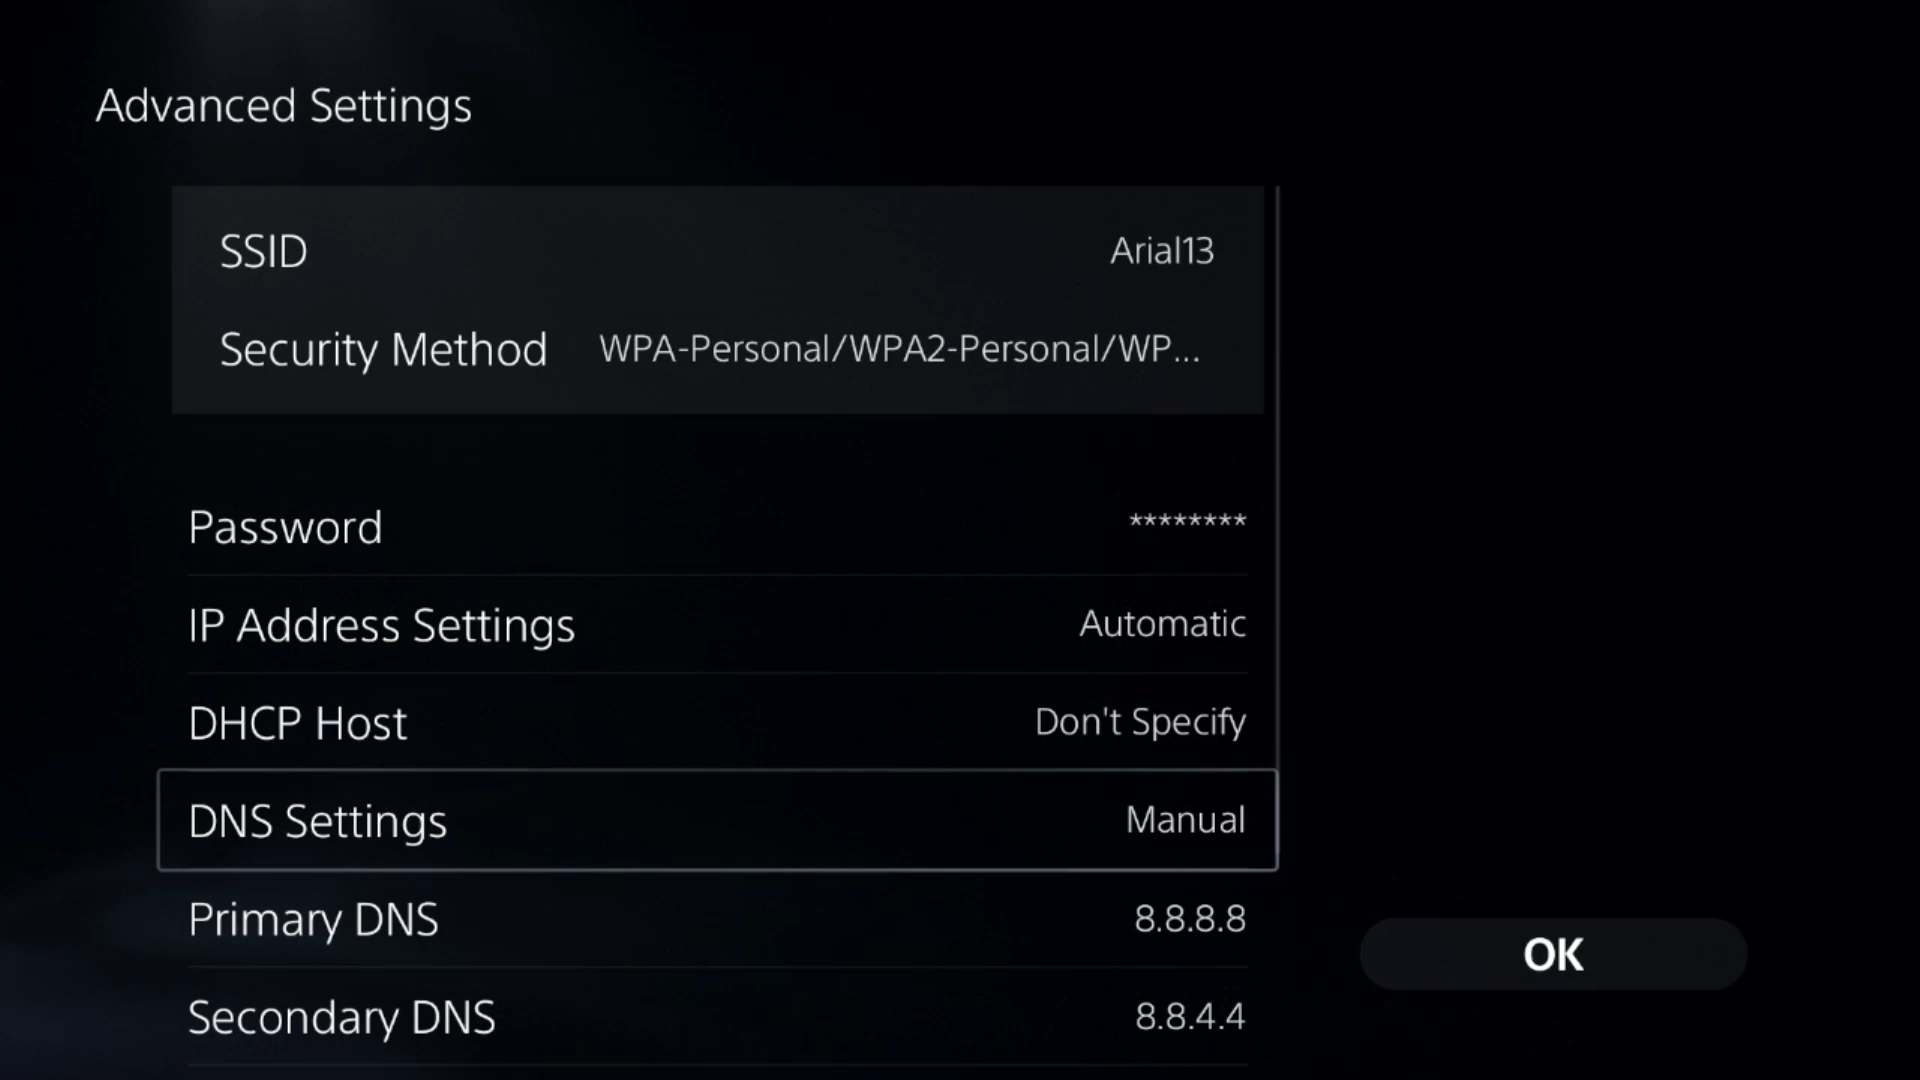 Advanced Settings
SSID Arial13
Security Method WPA-Personal/WPA2-Personal/WP...
Password ********
IP Address Settings Automatic
DHCP Host Don't Specify
DNS Settings Manual
Primary DNS 8.8.8.8
OK
Secondary DNS 8.8.4.4